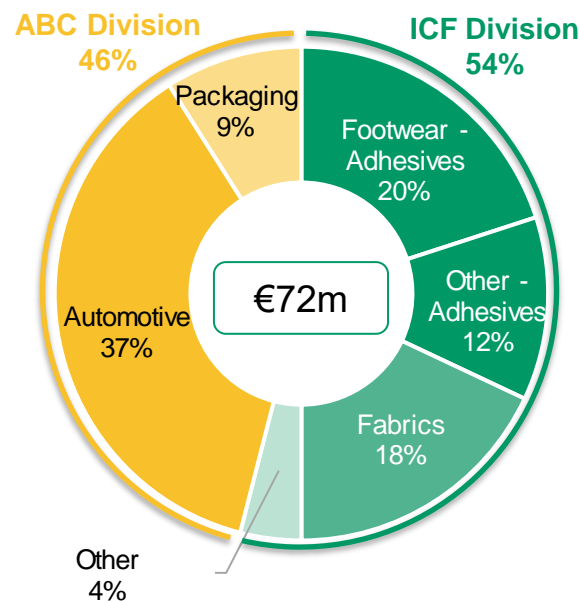 ABC Division
46%
ICF Division
54%
Packaging
9%
Footwear -
Adhesives
20%
Other -
Adhesives
12%
€72m
Automotive
37%
Fabrics
18%
Other
4%